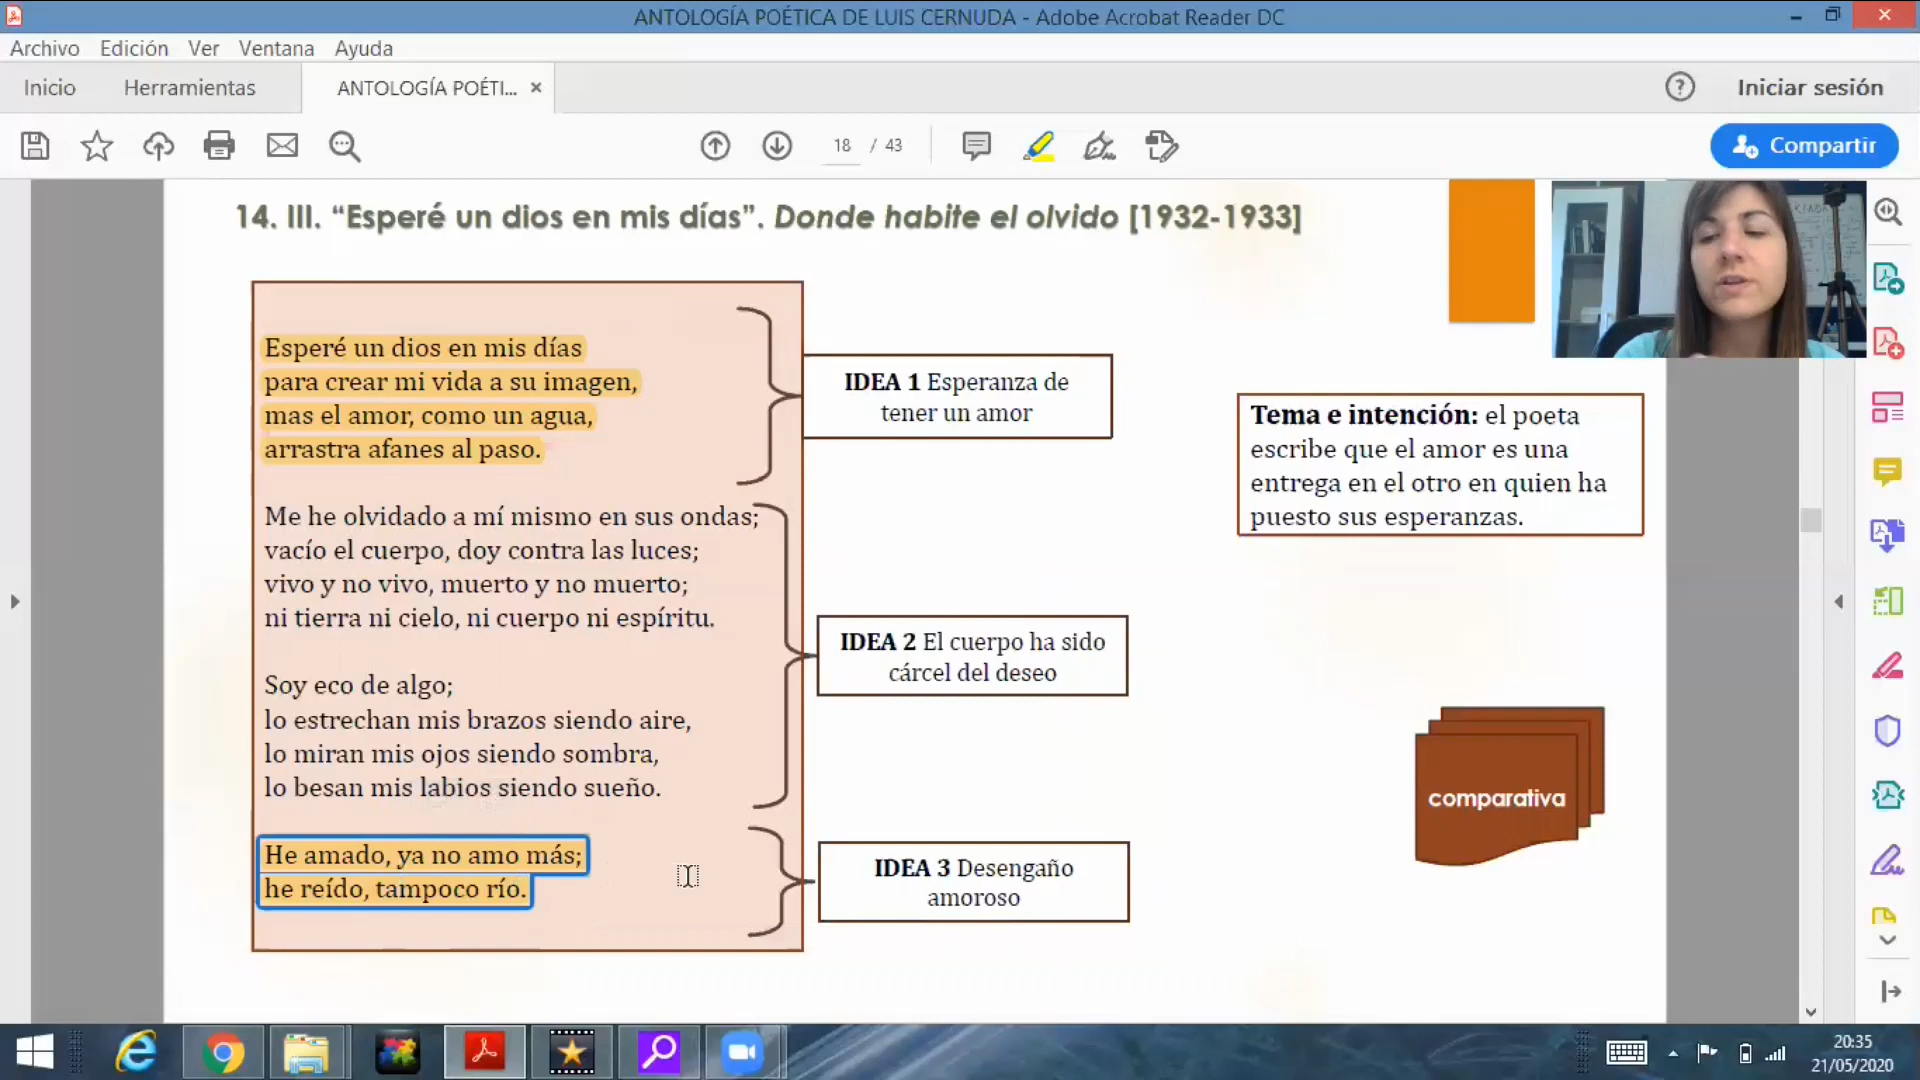 ANTOLOGÍA POÉTICA DE LUIS CERNUDA - Adobe Acrobat Reader DC
Archivo Edición Ver Ventana Ayuda
Inicio Herramientas ANTOLOGÍA POÉTI... × Iniciar sesión
18 / 43 Compartir
14. III. “Esperé un dios en mis días”. Donde habite el olvido [1932-1933]
Esperé un dios en mis días
para crear mi vida a su imagen,
mas el amor, como un agua,
arrastra afanes al paso.
Me he olvidado a mí mismo en sus ondas;
vacío el cuerpo, doy contra las luces;
vivo y no vivo, muerto y no muerto;
ni tierra ni cielo, ni cuerpo ni espíritu.
Soy eco de algo;
lo estrechan mis brazos siendo aire,
lo miran mis ojos siendo sombra,
lo besan mis labios siendo sueño.
He amado, ya no amo más;
he reído, tampoco río.
IDEA 1 Esperanza de
tener un amor
IDEA 2 El cuerpo ha sido
cárcel del deseo
IDEA 3 Desengaño
amoroso
Tema e intención: el poeta
escribe que el amor es una
entrega en el otro en quien ha
puesto sus esperanzas.
comparativa
20:35
21/05/2020